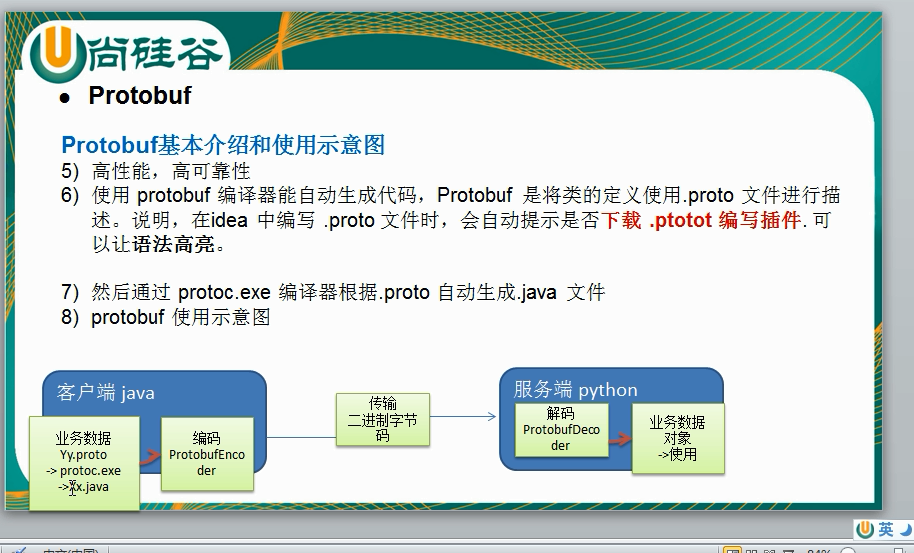 尚硅谷
● Protobuf
Protobuf基本介绍和使用示意图
5) 高性能，高可靠性
6) 使用 protobuf 编译器能自动生成代码，Protobuf 是将类的定义使用.proto 文件进行描
述。说明，在idea 中编写 .proto 文件时，会自动提示是否下载 .ptotot 编写插件. 可
以让语法高亮。
7) 然后通过 protoc.exe 编译器根据.proto 自动生成.java 文件
8) protobuf 使用示意图
客户端 java
业务数据
Yy.proto
-> protoc.exe
->Xx.java
编码
ProtobufEnco
der
传输
二进制字节
码
服务端 python
解码
ProtobufDeco
der
业务数据
对象
->使用
英